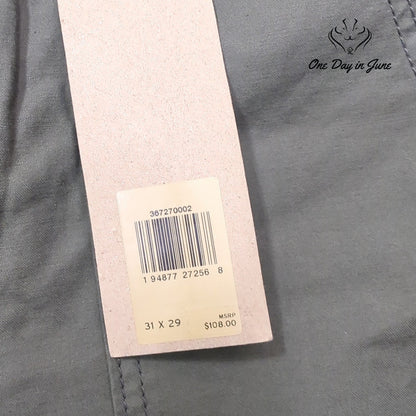 One Day in June
367270002
1 94877 27256 8
31 X 29
MSRP
$108.00